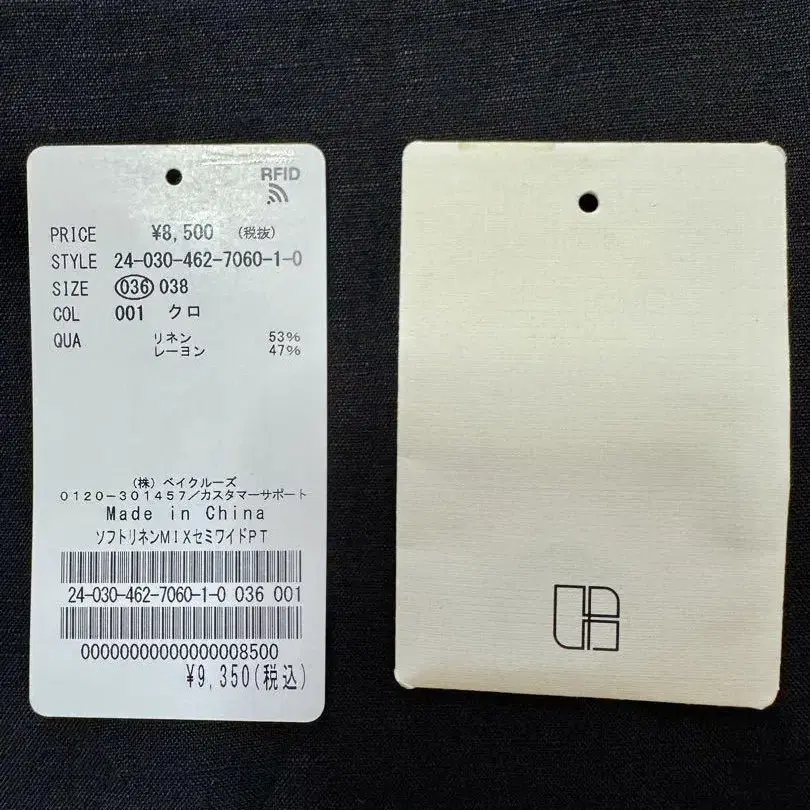 RFID
PRICE ¥8,500 (税抜)
STYLE 24-030-462-7060-1-0
SIZE 036 038
COL 001 クロ
QUA リネン 53%
レーヨン 47%
(株)ベイクルーズ
0120-301457/カスタマーサポート
Made in China
ソフトリネンMIXセミワイドPT
24-030-462-7060-1-0 036 001
00000000000000008500
¥9,350(税込)